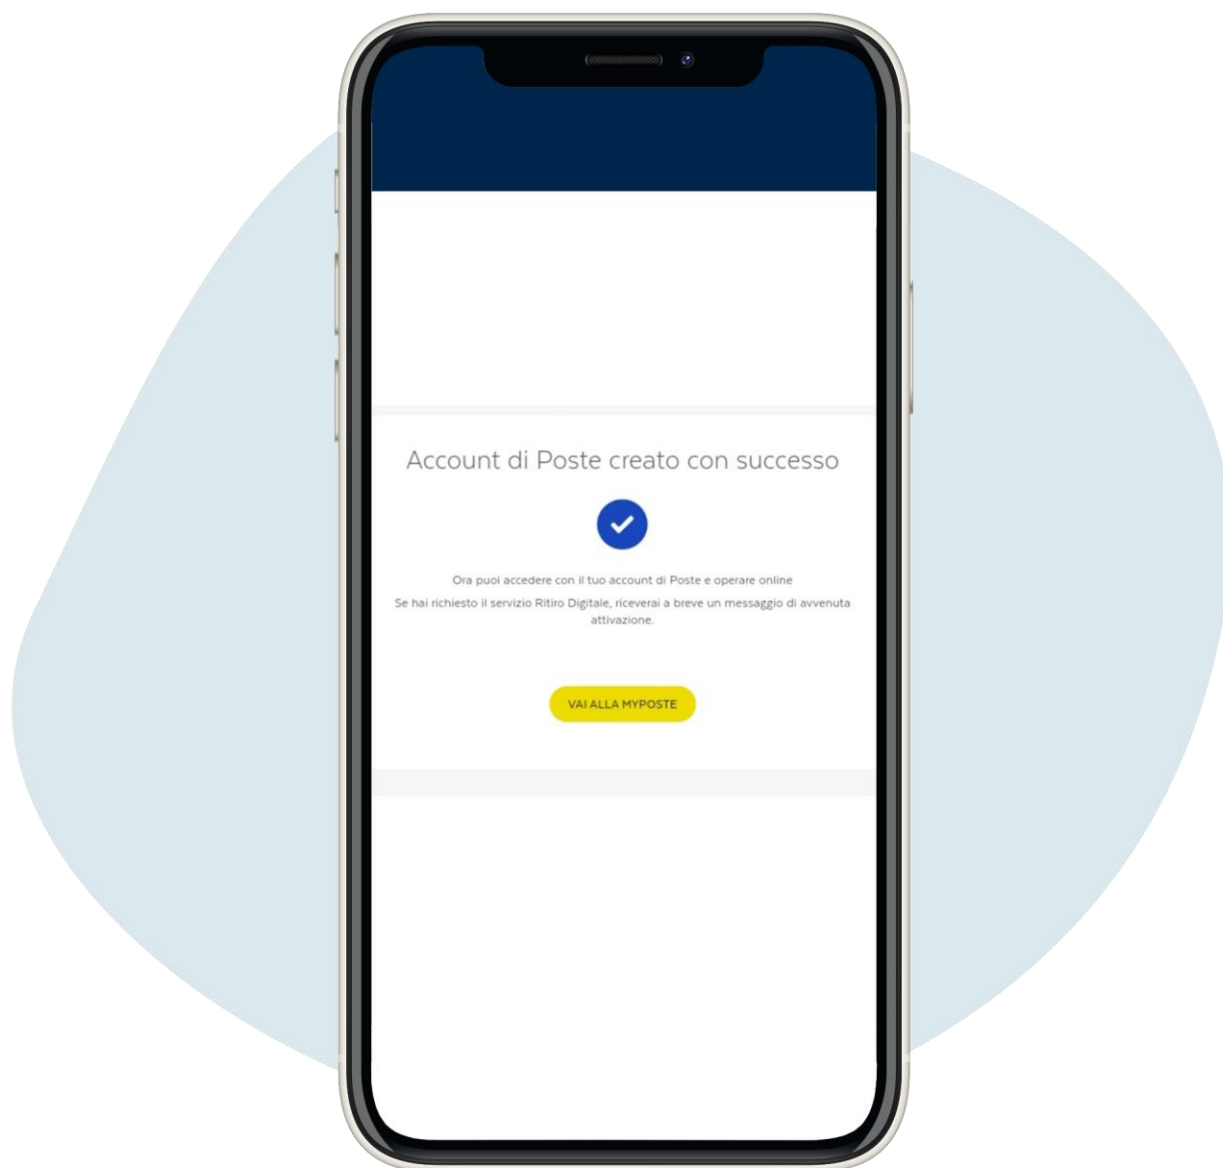 Account di Poste creato con successo
Ora puoi accedere con il tuo account di Poste e operare online
Se hai richiesto il servizio Ritiro Digitale, riceverai a breve un messaggio di avvenuta
attivazione.
VAI ALLA MYPOSTE